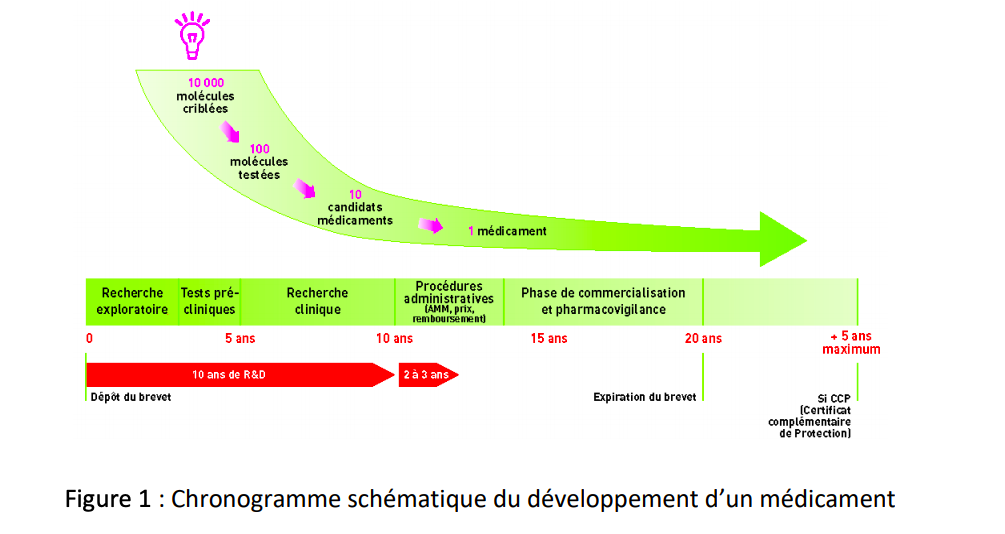 10 000
molécules
criblées
100
molécules
testées
10
candidats
médicaments
1 médicament
Recherche
exploratoire
Tests pré-
cliniques
Recherche
clinique
Procédures
administratives
(AMM, prix,
remboursement)
Phase de commercialisation
et pharmacovigilance
0
5 ans
10 ans
15 ans
20 ans
+ 5 ans
maximum
10 ans de R&D
2 à 3 ans
Dépôt du brevet
Expiration du brevet
Si CCP
(Certificat
complémentaire
de Protection)
Figure 1 : Chronogramme schématique du développement d’un médicament